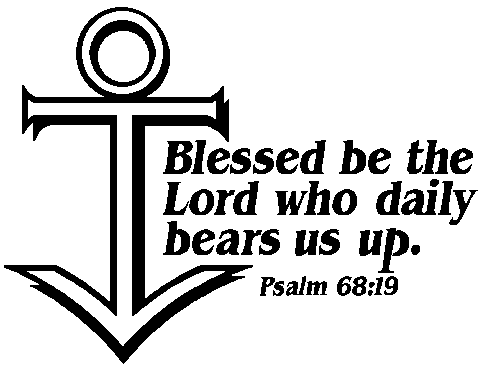 Blessed be the
Lord who daily
bears us up.
Psalm 68:19